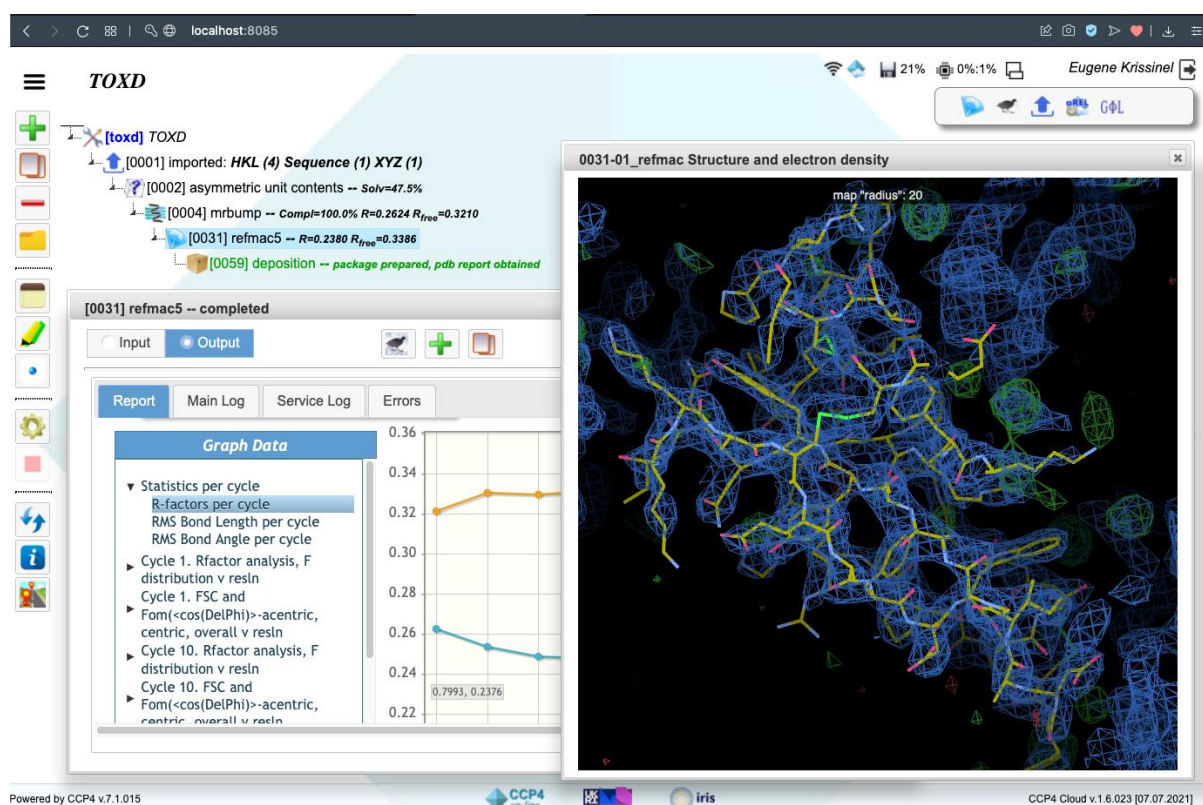 localhost:8085
TOXD
21%
0%:1%
Eugene Krissinel
GΦL
[toxd] TOXD
[0001] imported: HKL (4) Sequence (1) XYZ (1)
[0002] asymmetric unit contents -- Solv=47.5%
[0004] mrbump -- Compl=100.0% R=0.2624 Rfree=0.3210
[0031] refmac5 -- R=0.2380 Rfree=0.3386
[0059] deposition -- package prepared, pdb report obtained
[0031] refmac5 -- completed
Input
Output
Report
Main Log
Service Log
Errors
Graph Data
Statistics per cycle
R-factors per cycle
RMS Bond Length per cycle
RMS Bond Angle per cycle
Cycle 1. Rfactor analysis, F
distribution v resln
Cycle 1. FSC and
Fom(<cos(DelPhi)>-acentric,
centric, overall v resln
Cycle 10. Rfactor analysis, F
distribution v resln
Cycle 10. FSC and
Fom(<cos(DelPhi)>-acentric,
centric, overall v resln
0.36
0.34
0.32
0.30
0.28
0.26
0.24
0.22
0.7993, 0.2376
0031-01_refmac Structure and electron density
map "radius": 20
Powered by CCP4 v.7.1.015
CCP4
on-line
iris
CCP4 Cloud v.1.6.023 [07.07.2021]